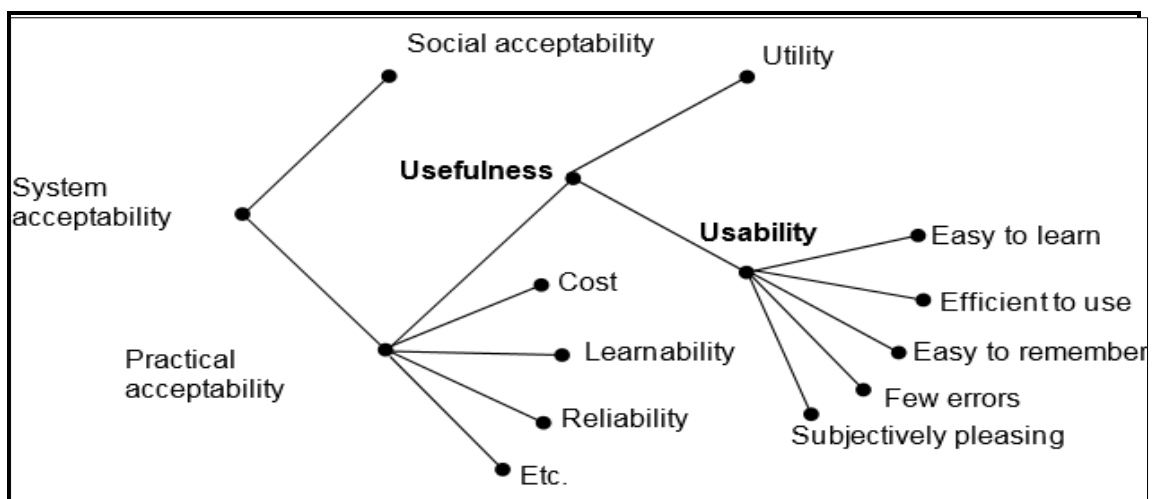 Social acceptability
Utility
Usefulness
System
acceptability
Usability
Easy to learn
Cost
Efficient to use
Practical
acceptability
Learnability
Easy to remember
Few errors
Reliability
Subjectively pleasing
Etc.